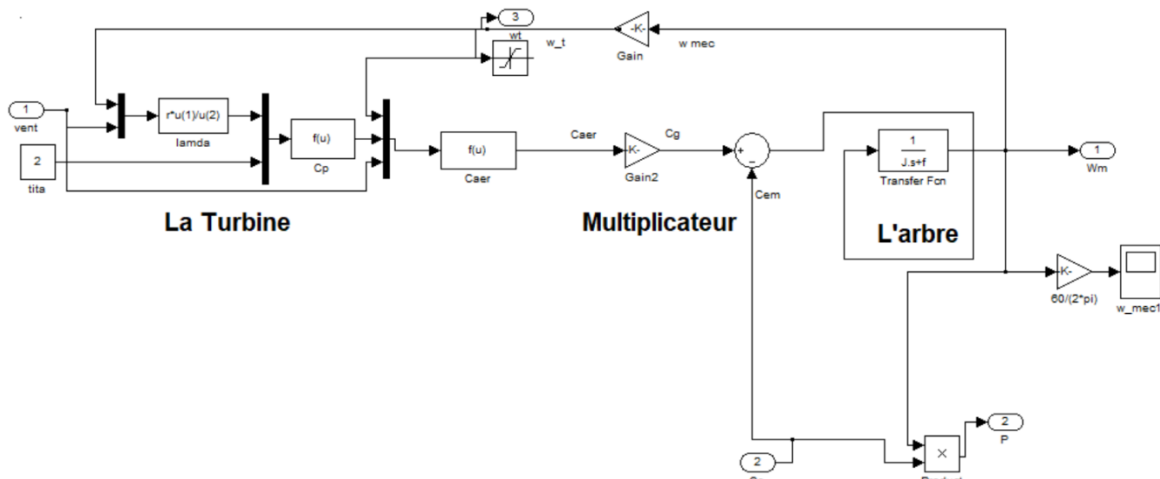 3
wt
w_t
-K-
Gain
w mec
1
vent
r*u(1)/u(2)
lamda
2
tita
f(u)
Cp
f(u)
Caer
Caer
K-
Gain2
Cg
+
−
Cem
1
J.s+f
Transfer Fcn
1
Wm
La Turbine
Multiplicateur
L'arbre
K-
60/(2*pi)
w_mec1
2
P
×
2